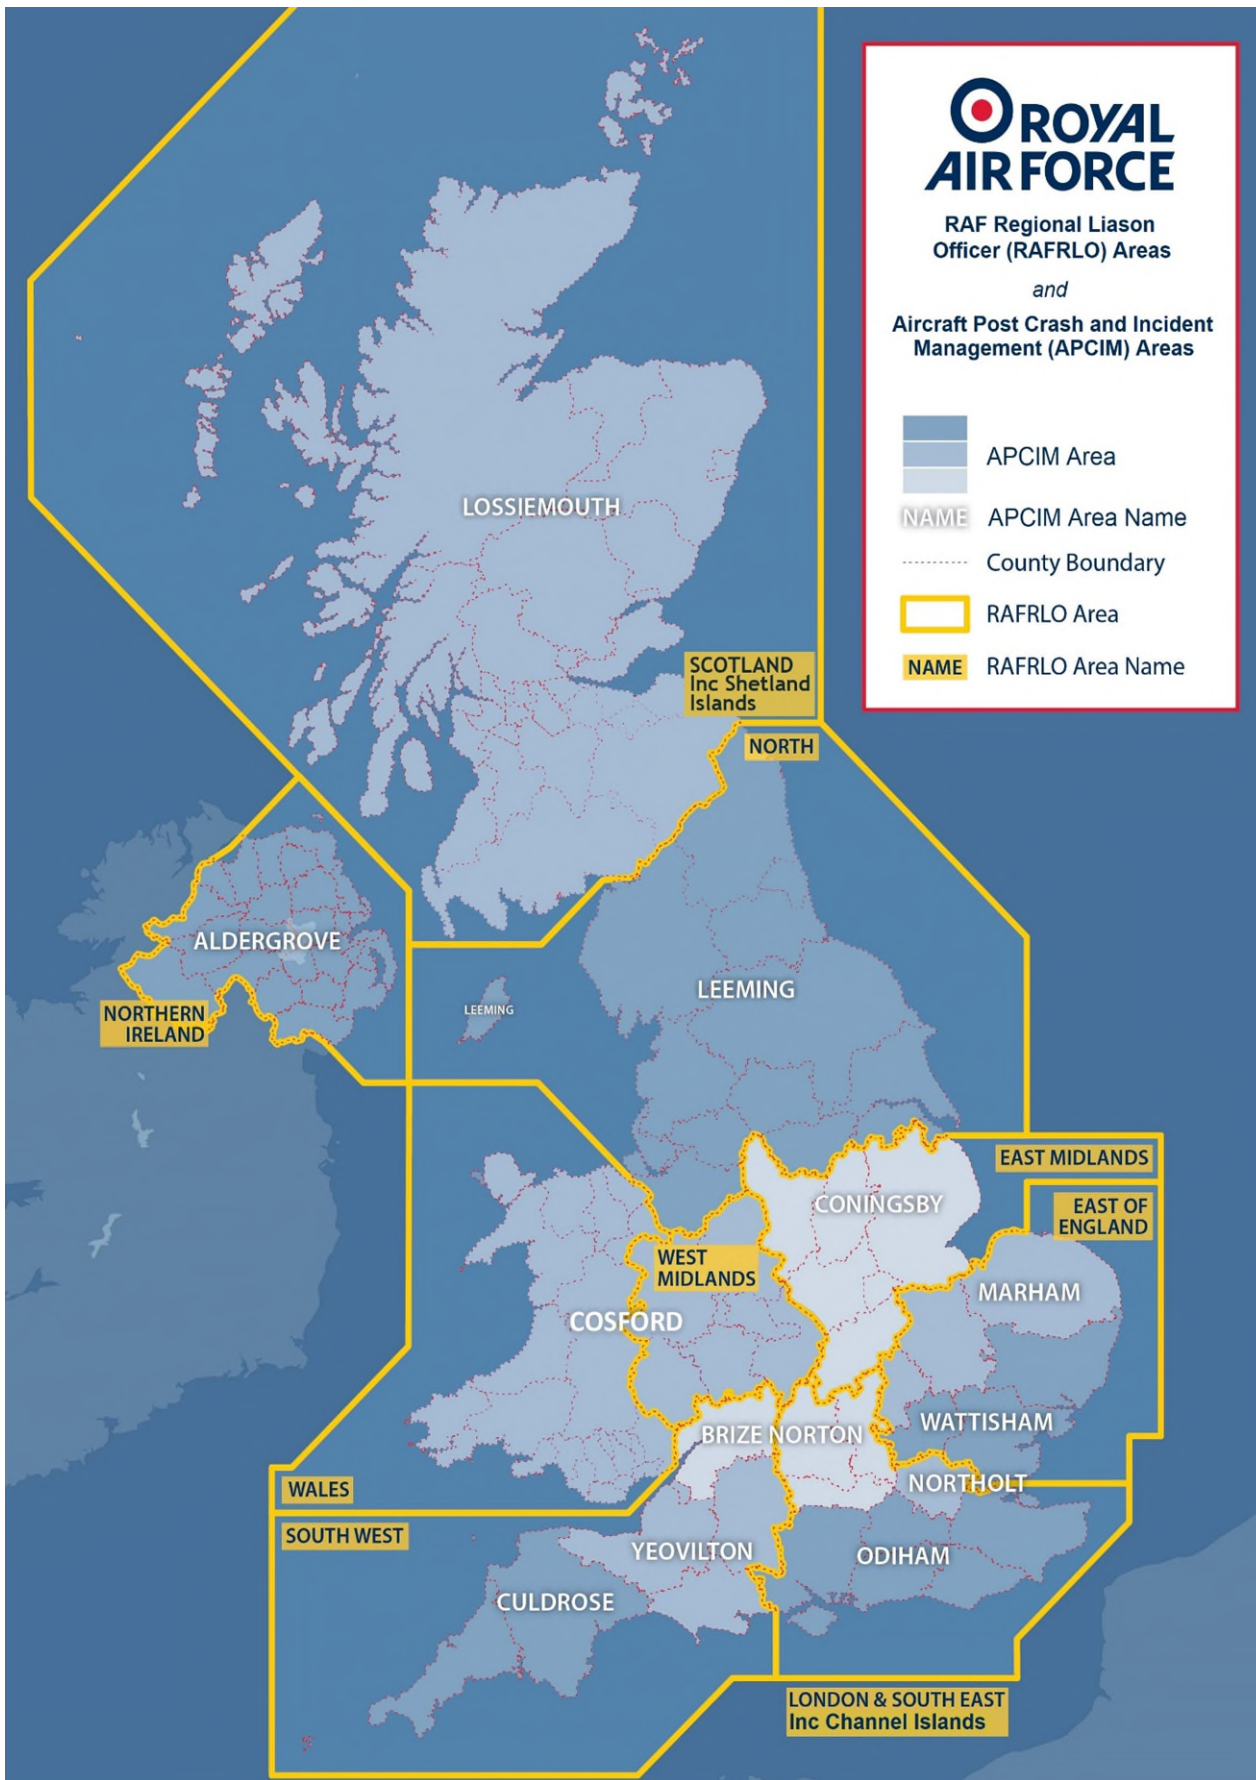 ROYAL
AIR FORCE
RAF Regional Liason
Officer (RAFRLO) Areas
and
Aircraft Post Crash and Incident
Management (APCIM) Areas
APCIM Area
NAME APCIM Area Name
County Boundary
RAFRLO Area
NAME RAFRLO Area Name
LOSSIEMOUTH
SCOTLAND
Inc Shetland
Islands
NORTH
ALDERGROVE
NORTHERN
IRELAND
LEEMING
LEEMING
EAST MIDLANDS
CONINGSBY
EAST OF
ENGLAND
WEST
MIDLANDS
MARHAM
COSFORD
WATTISHAM
BRIZE NORTON
NORTHOLT
WALES
SOUTH WEST
YEOVILTON
ODIHAM
CULDROSE
LONDON & SOUTH EAST
Inc Channel Islands